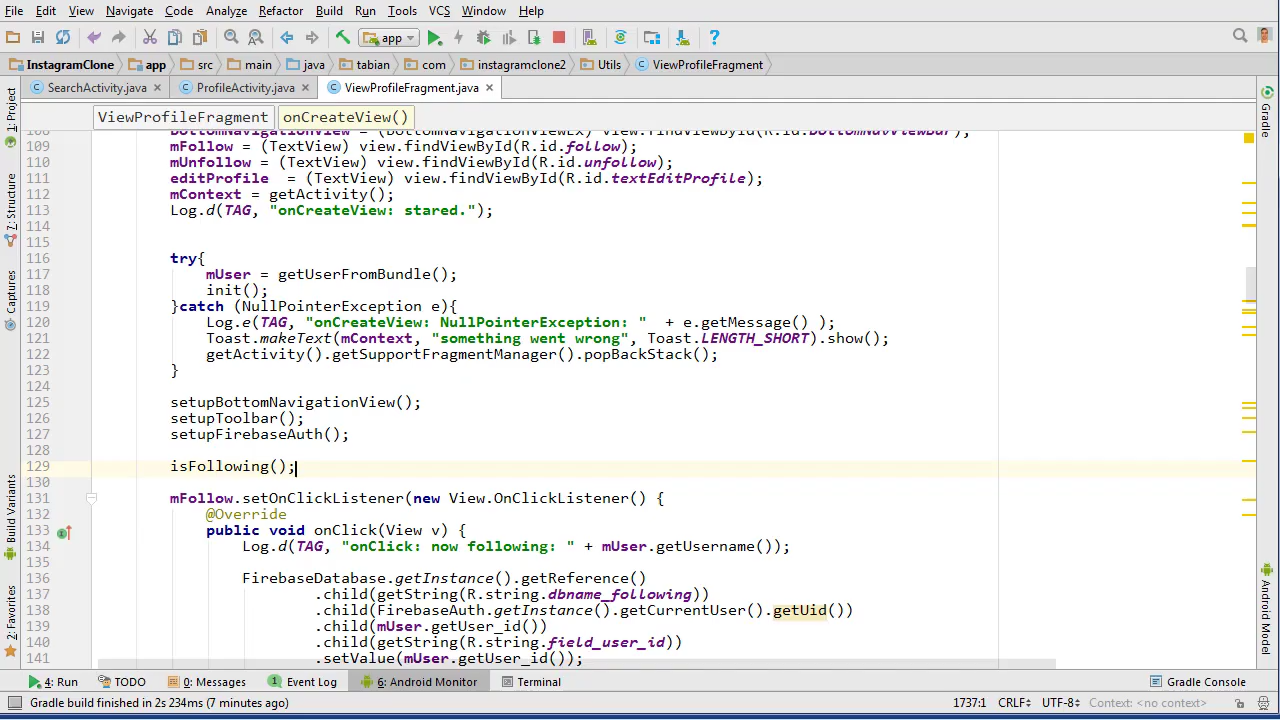 File Edit View Navigate Code Analyze Refactor Build Run Tools VCS Window Help
app
InstagramClone app src main java tabian com instagramclone2 Utils ViewProfileFragment
SearchActivity.java ProfileActivity.java ViewProfileFragment.java
ViewProfileFragment onCreateView()
108 bottomNavigationView = (BottomNavigationViewEx) view.findViewById(R.id.bottomNavViewBar);
109 mFollow = (TextView) view.findViewById(R.id.follow);
110 mUnfollow = (TextView) view.findViewById(R.id.unfollow);
111 editProfile  = (TextView) view.findViewById(R.id.textEditProfile);
112 mContext = getActivity();
113 Log.d(TAG, "onCreateView: stared.");
114
115
116 try{
117 mUser = getUserFromBundle();
118 init();
119 }catch (NullPointerException e){
120 Log.e(TAG, "onCreateView: NullPointerException: "  + e.getMessage() );
121 Toast.makeText(mContext, "something went wrong", Toast.LENGTH_SHORT).show();
122 getActivity().getSupportFragmentManager().popBackStack();
123 }
124
125 setupBottomNavigationView();
126 setupToolbar();
127 setupFirebaseAuth();
128
129 isFollowing();
130
131 mFollow.setOnClickListener(new View.OnClickListener() {
132 @Override
133 public void onClick(View v) {
134 Log.d(TAG, "onClick: now following: " + mUser.getUsername());
135
136 FirebaseDatabase.getInstance().getReference()
137 .child(getString(R.string.dbname_following))
138 .child(FirebaseAuth.getInstance().getCurrentUser().getUid())
139 .child(mUser.getUser_id())
140 .child(getString(R.string.field_user_id))
141 .setValue(mUser.getUser_id());
1: Project
7: Structure
Captures
Build Variants
2: Favorites
Gradle
Android Model
4: Run TODO 0: Messages 1 Event Log 6: Android Monitor Terminal Gradle Console
Gradle build finished in 2s 234ms (7 minutes ago) 1737:1 CRLF UTF-8 Context: <no context>